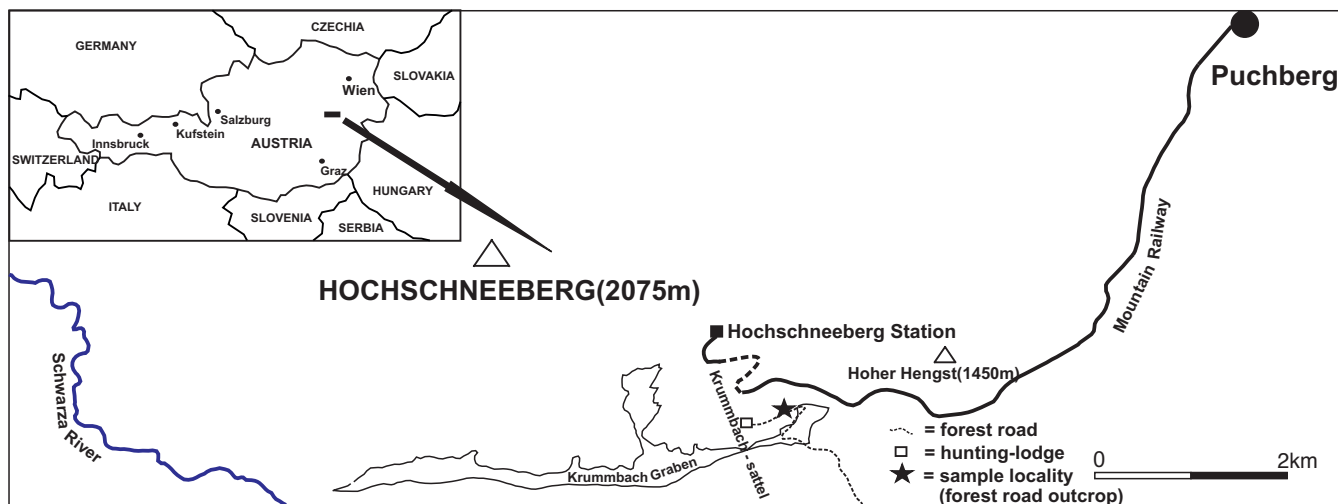 CZECHIA
GERMANY
SLOVAKIA
Wien
Salzburg
Kufstein
Innsbruck
AUSTRIA
SWITZERLAND
Graz
HUNGARY
ITALY
SLOVENIA
SERBIA
Puchberg
Mountain Railway
HOCHSCHNEEBERG(2075m)
Hochschneeberg Station
Hoher Hengst(1450m)
Schwarza River
Krummbach - sattel
Krummbach Graben
= forest road
= hunting-lodge
= sample locality
(forest road outcrop)
0 2km